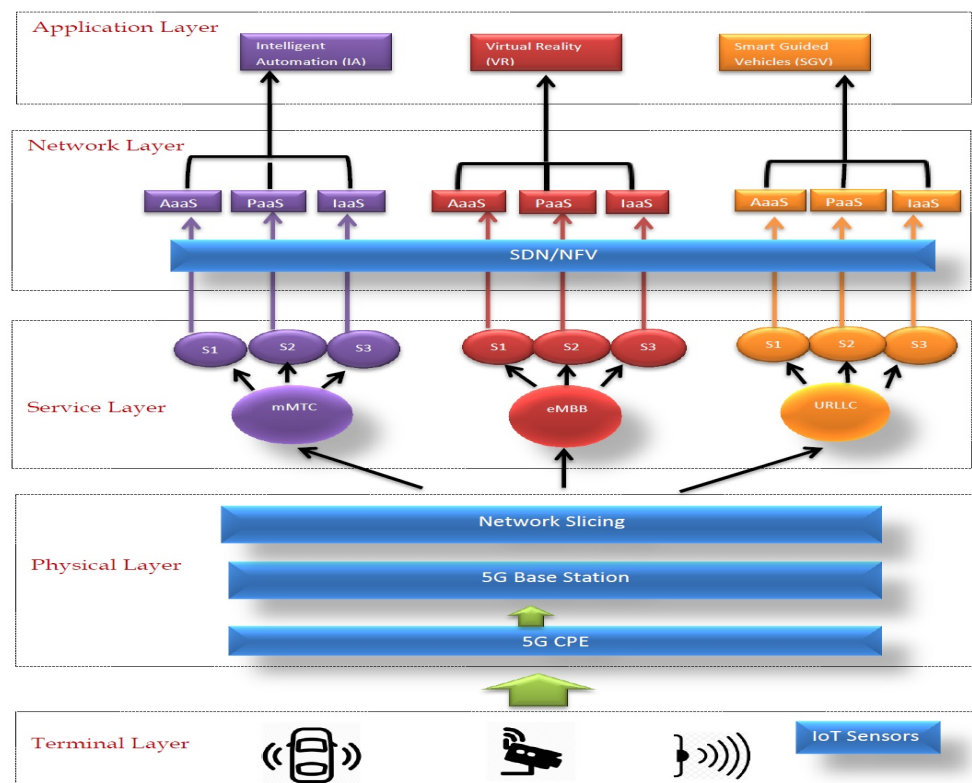 Application Layer
Intelligent
Automation (IA)
Virtual Reality
(VR)
Smart Guided
Vehicles (SGV)
Network Layer
AaaS
PaaS
IaaS
AaaS
PaaS
IaaS
AaaS
PaaS
IaaS
SDN/NFV
S1
S2
S3
S1
S2
S3
S1
S2
S3
Service Layer
mMTC
eMBB
URLLC
Network Slicing
Physical Layer
5G Base Station
5G CPE
Terminal Layer
IoT Sensors